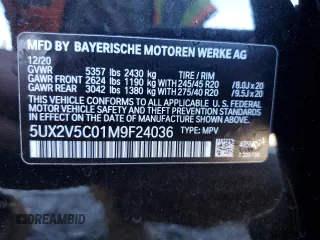 MFD. BY BAYERISCHE MOTOREN WERKE AG
12/20
GVWR 5357 lbs 2430 kg TIRE / RIM
GAWR FRONT 2624 lbs 1190 kg WITH 245/45 R20 /8.0J x 20
GAWR REAR 3042 lbs 1380 kg WITH 275/40 R20 /9.5J x 20
THIS VEHICLE CONFORMS TO ALL APPLICABLE FEDERAL MOTOR VEHICLE SAFETY, BUMPER, AND THEFT PREVENTION STANDARDS IN EFFECT ON THE DATE OF MANUFACTURE SHOWN ABOVE.
5UX2V5C01M9F24036 TYPE: MPV
DREAMBID